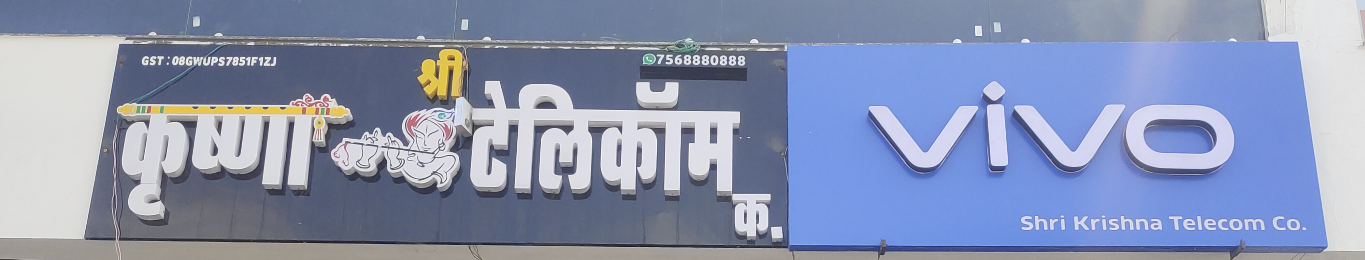 GST : 08GWUPS7851F1ZJ
7568880888
श्री
कृष्णा टेलिकॉम क.
vivo
Shri Krishna Telecom Co.